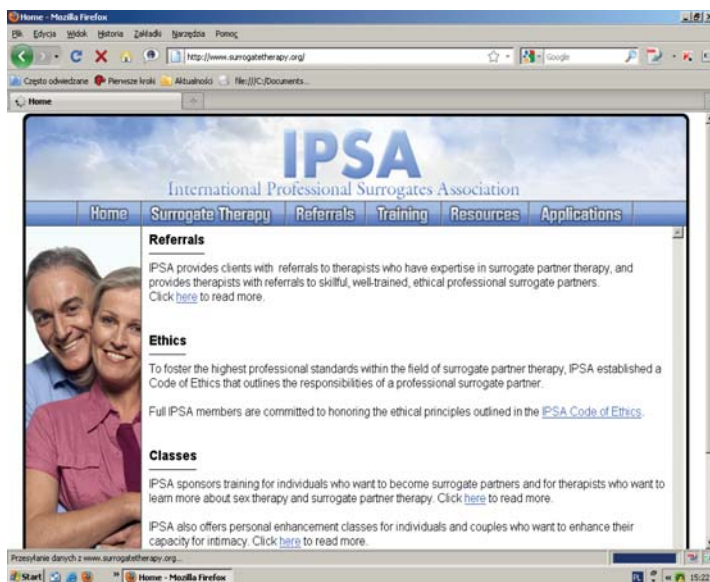 Home - Mozilla Firefox
Plik Edycja Widok Historia Zakładki Narzędzia Pomoc
http://www.surrogatetherapy.org/
Google
Często odwiedzane Pierwsze kroki Aktualności file:///C:/Documents...
Home
IPSA
International Professional Surrogates Association
Home Surrogate Therapy Referrals Training Resources Applications
Referrals
IPSA provides clients with referrals to therapists who have expertise in surrogate partner therapy, and
provides therapists with referrals to skillful, well-trained, ethical professional surrogate partners.
Click here to read more.
Ethics
To foster the highest professional standards within the field of surrogate partner therapy, IPSA established a
Code of Ethics that outlines the responsibilities of a professional surrogate partner.
Full IPSA members are committed to honoring the ethical principles outlined in the IPSA Code of Ethics.
Classes
IPSA sponsors training for individuals who want to become surrogate partners and for therapists who want to
learn more about sex therapy and surrogate partner therapy. Click here to read more.
IPSA also offers personal enhancement classes for individuals and couples who want to enhance their
capacity for intimacy. Click here to read more.
Przesyłanie danych z www.surrogatetherapy.org...
Start » Home - Mozilla Firefox PL « 15:22